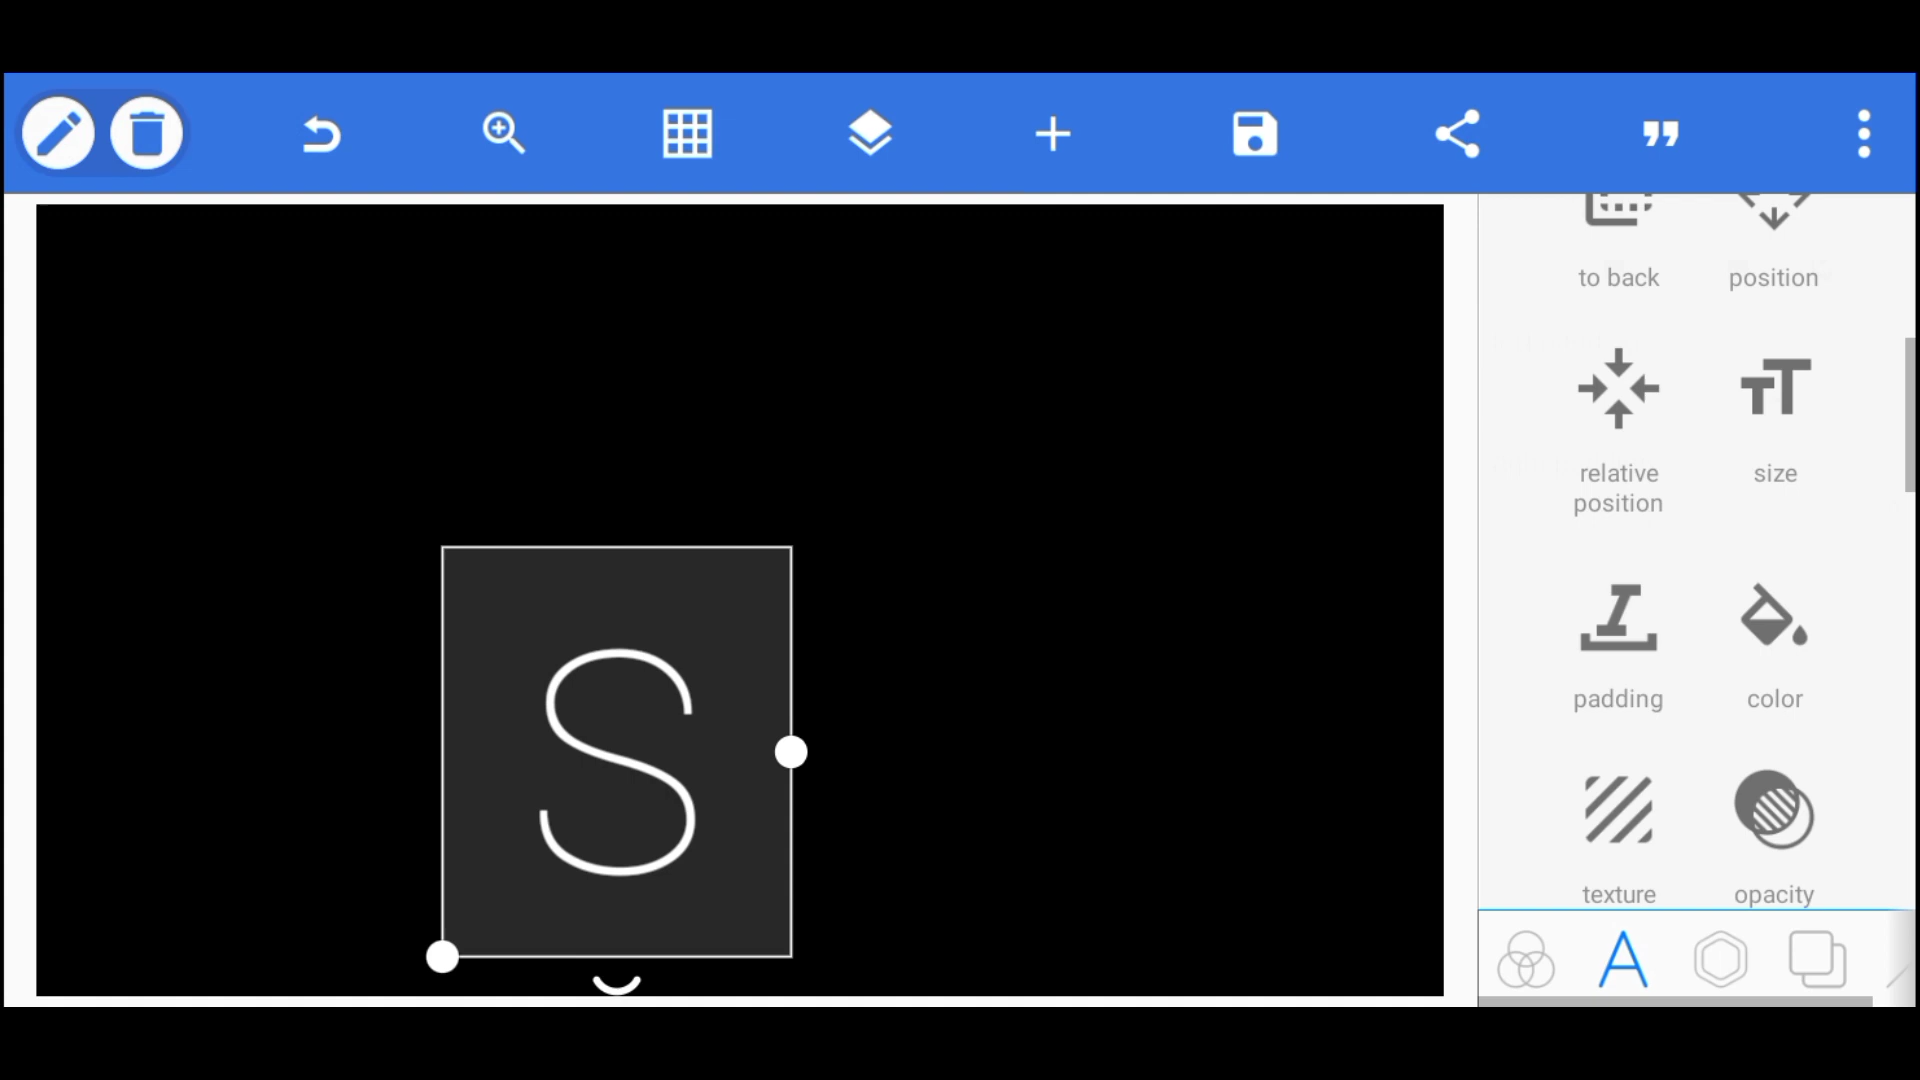 to back
position
relative
position
size
S
padding
color
texture
opacity